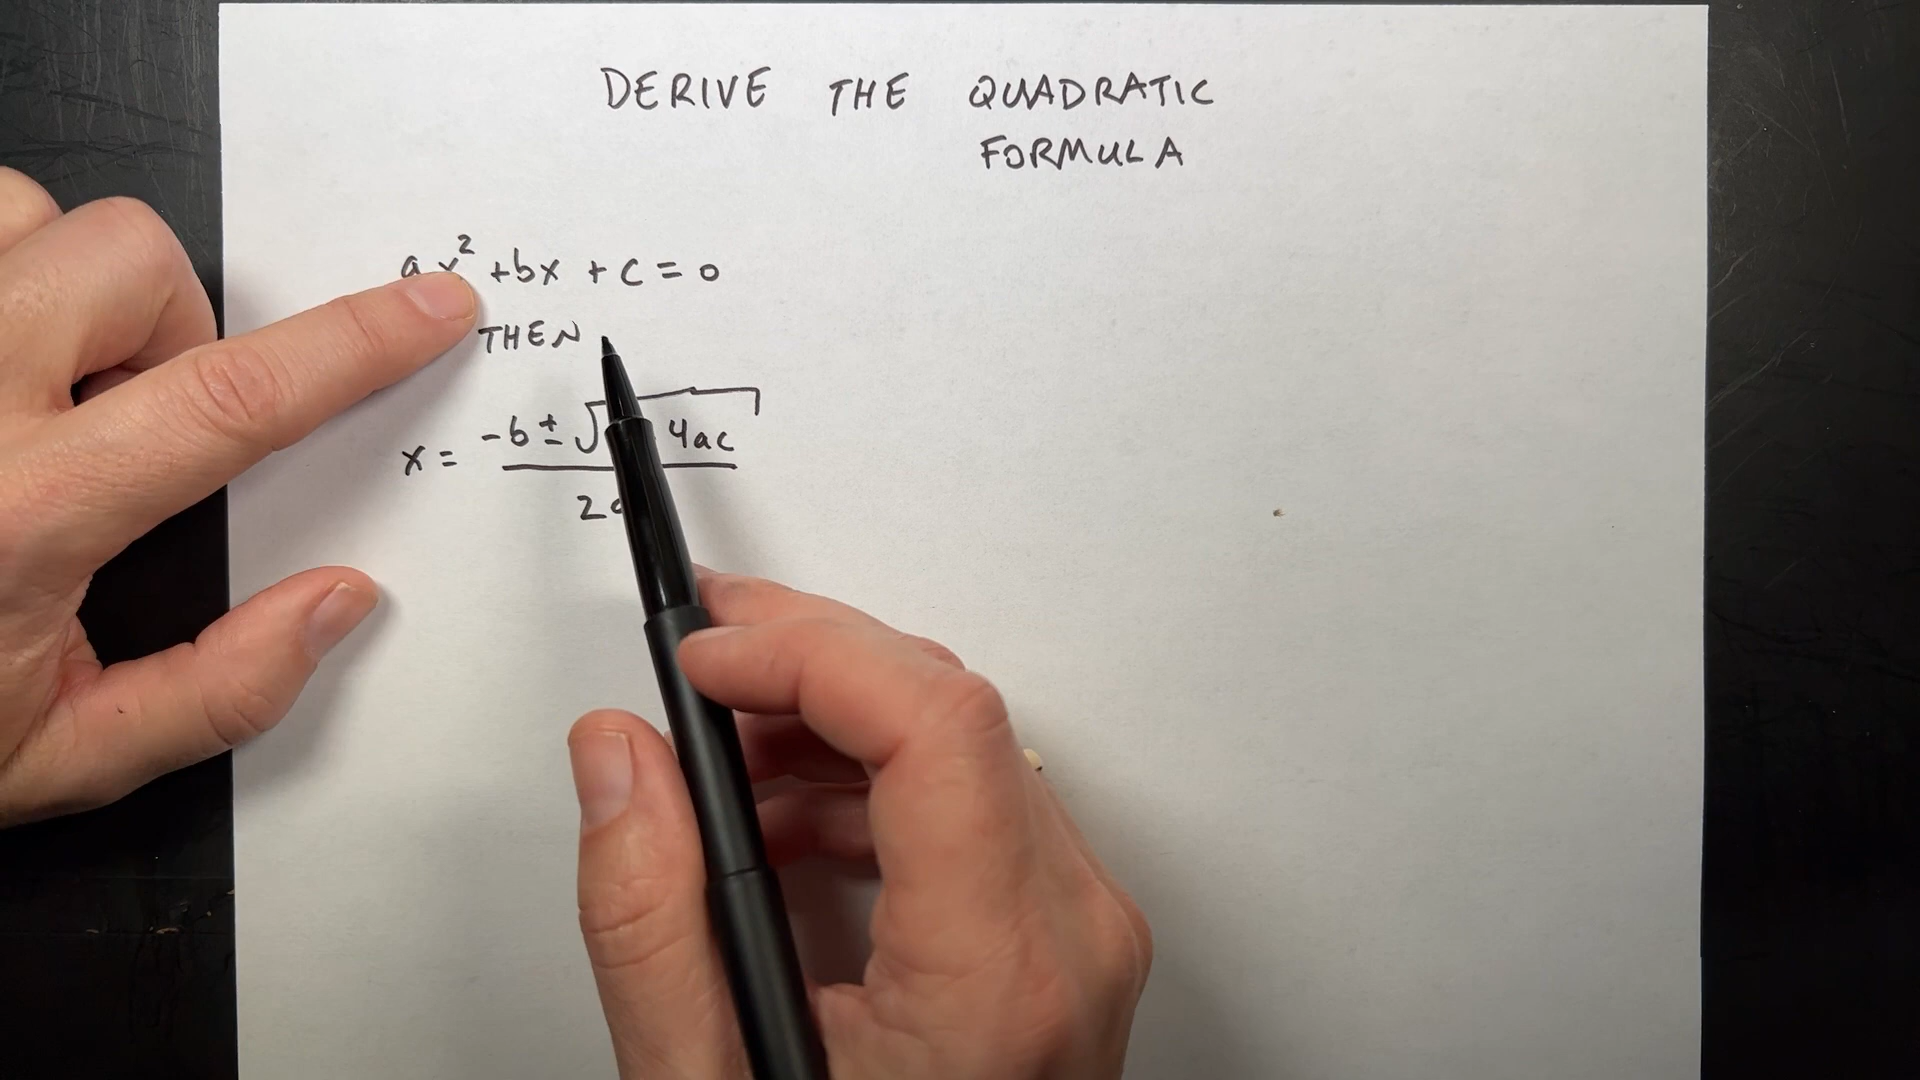 DERIVE THE QUADRATIC
FORMULA
ax² + bx + c = 0
THEN
x = -b ± √ 4ac
2